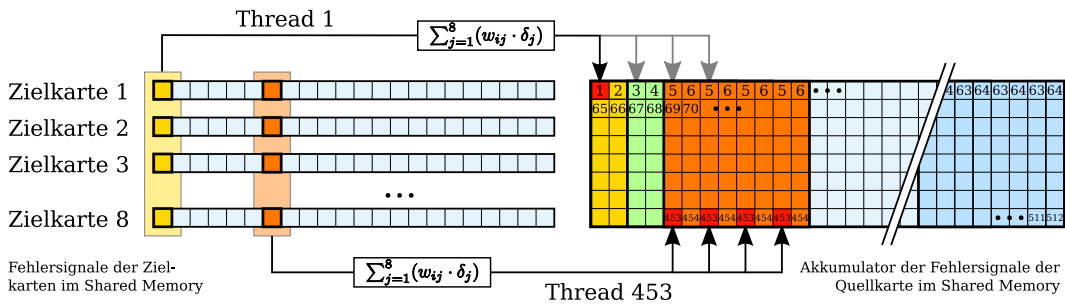 Thread 1
∑⁸ⱼ₌₁(wᵢⱼ · δⱼ)
Zielkarte 1
Zielkarte 2
Zielkarte 3
•••
Zielkarte 8
1 2 3 4 5 6 5 6 5 6 5 6 ••• 4 63 64 63 64 63 64
65 66 67 68 69 70 •••
453 454 453 454 453 454 453 454 ••• 511 512
Fehlersignale der Ziel-
karten im Shared Memory
∑⁸ⱼ₌₁(wᵢⱼ · δⱼ)
Thread 453
Akkumulator der Fehlersignale der
Quellkarte im Shared Memory